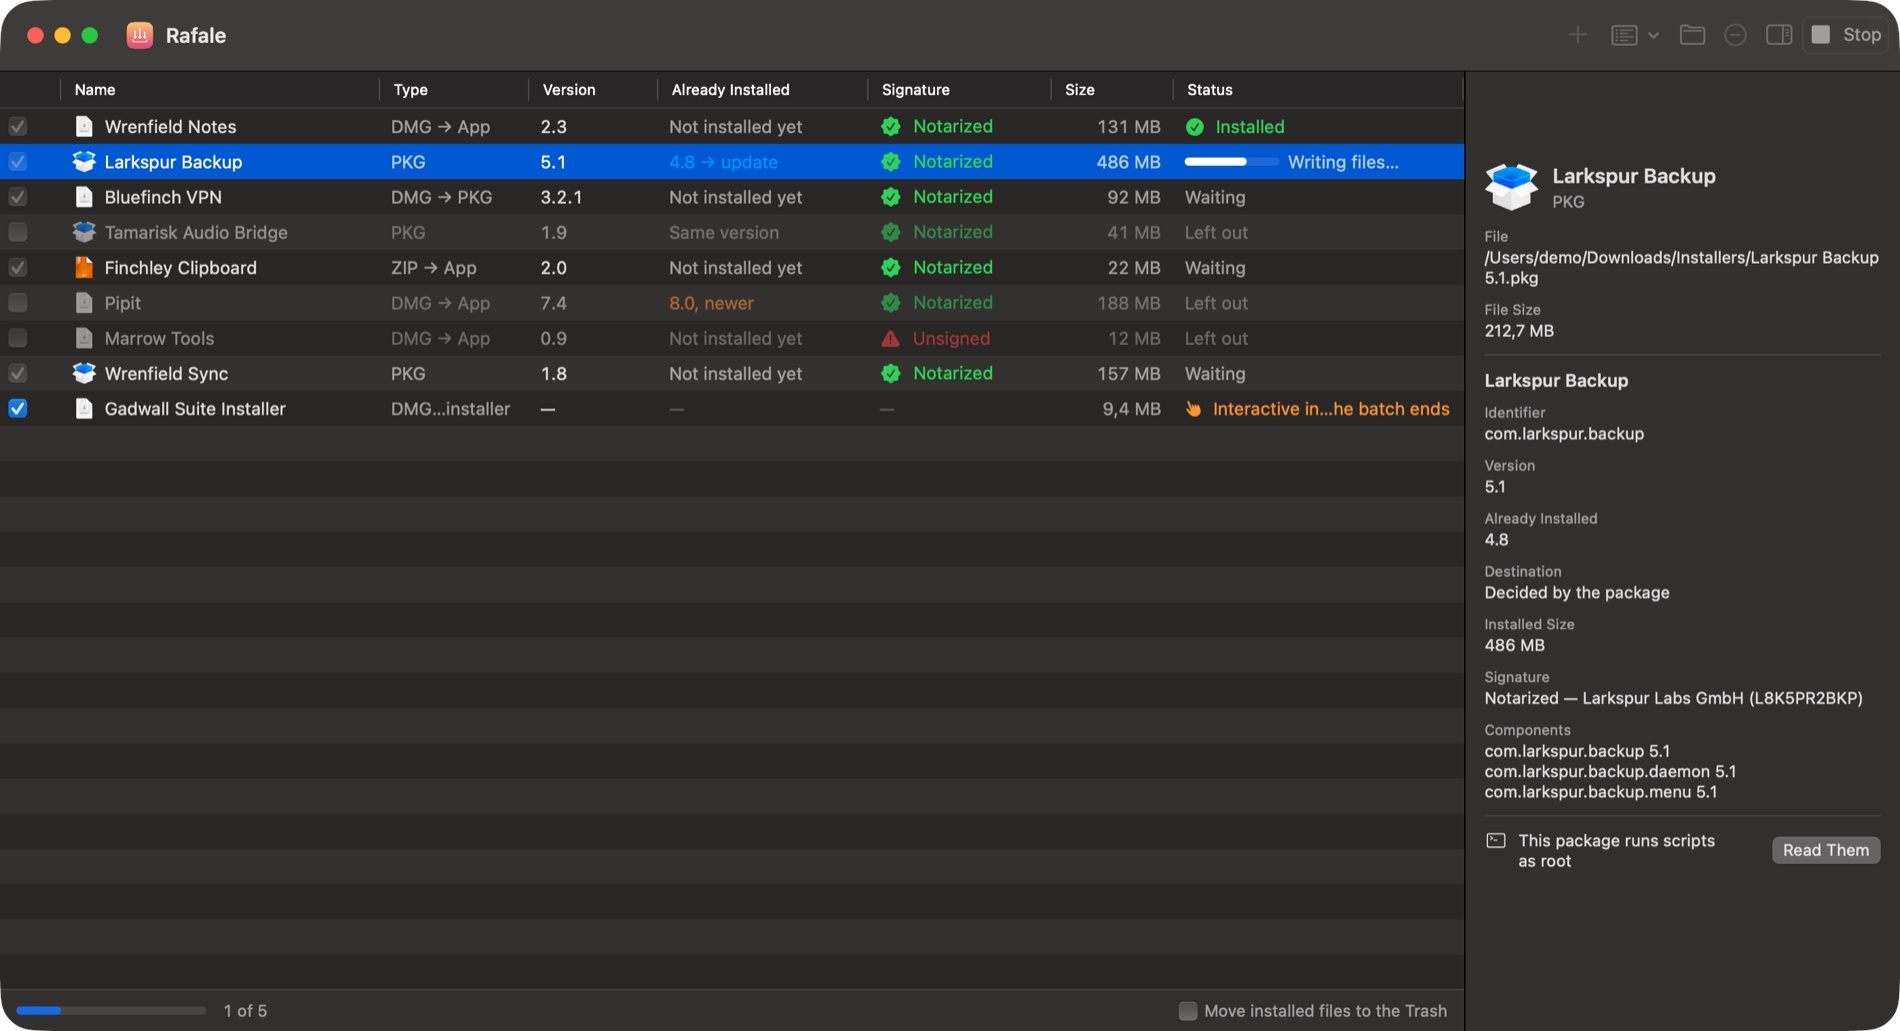 Rafale
Stop
Name Type Version Already Installed Signature Size Status
Wrenfield Notes DMG → App 2.3 Not installed yet Notarized 131 MB Installed
Larkspur Backup PKG 5.1 4.8 → update Notarized 486 MB Writing files...
Bluefinch VPN DMG → PKG 3.2.1 Not installed yet Notarized 92 MB Waiting
Tamarisk Audio Bridge PKG 1.9 Same version Notarized 41 MB Left out
Finchley Clipboard ZIP → App 2.0 Not installed yet Notarized 22 MB Waiting
Pipit DMG → App 7.4 8.0, newer Notarized 188 MB Left out
Marrow Tools DMG → App 0.9 Not installed yet Unsigned 12 MB Left out
Wrenfield Sync PKG 1.8 Not installed yet Notarized 157 MB Waiting
Gadwall Suite Installer DMG...installer — — — 9,4 MB Interactive in...he batch ends
1 of 5
Move installed files to the Trash
Larkspur Backup
PKG
File
/Users/demo/Downloads/Installers/Larkspur Backup
5.1.pkg
File Size
212,7 MB
Larkspur Backup
Identifier
com.larkspur.backup
Version
5.1
Already Installed
4.8
Destination
Decided by the package
Installed Size
486 MB
Signature
Notarized — Larkspur Labs GmbH (L8K5PR2BKP)
Components
com.larkspur.backup 5.1
com.larkspur.backup.daemon 5.1
com.larkspur.backup.menu 5.1
This package runs scripts
as root
Read Them